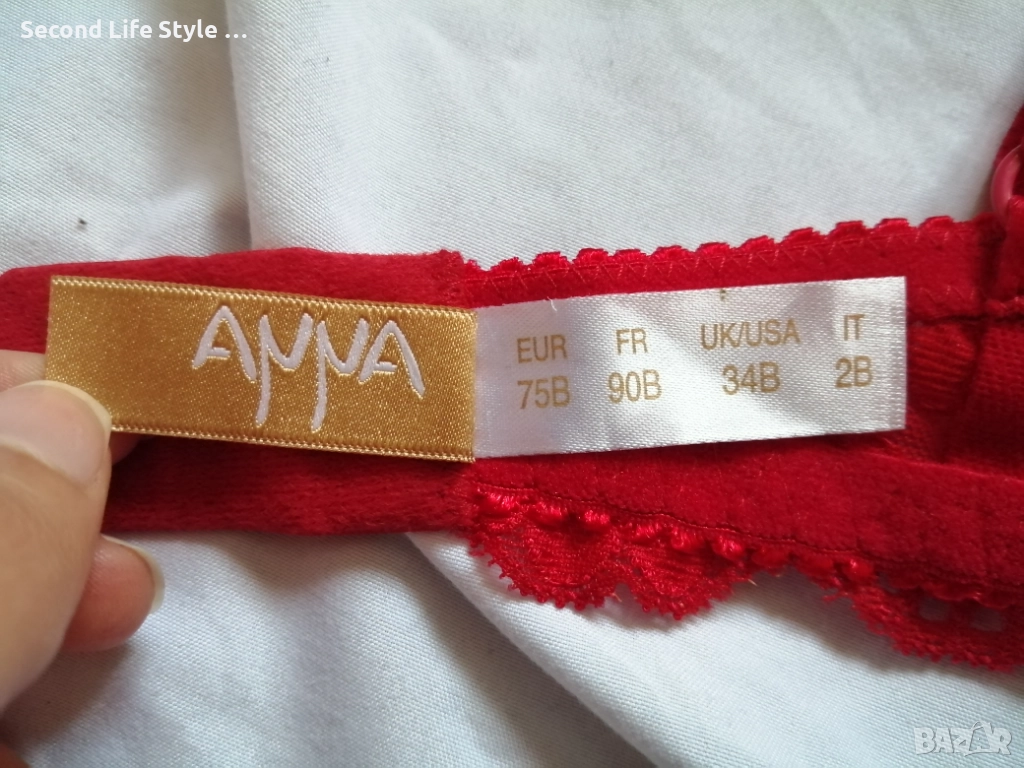 Second Life Style ...
ANNA
EUR FR UK/USA IT
75B 90B 34B 2B
BAZAR